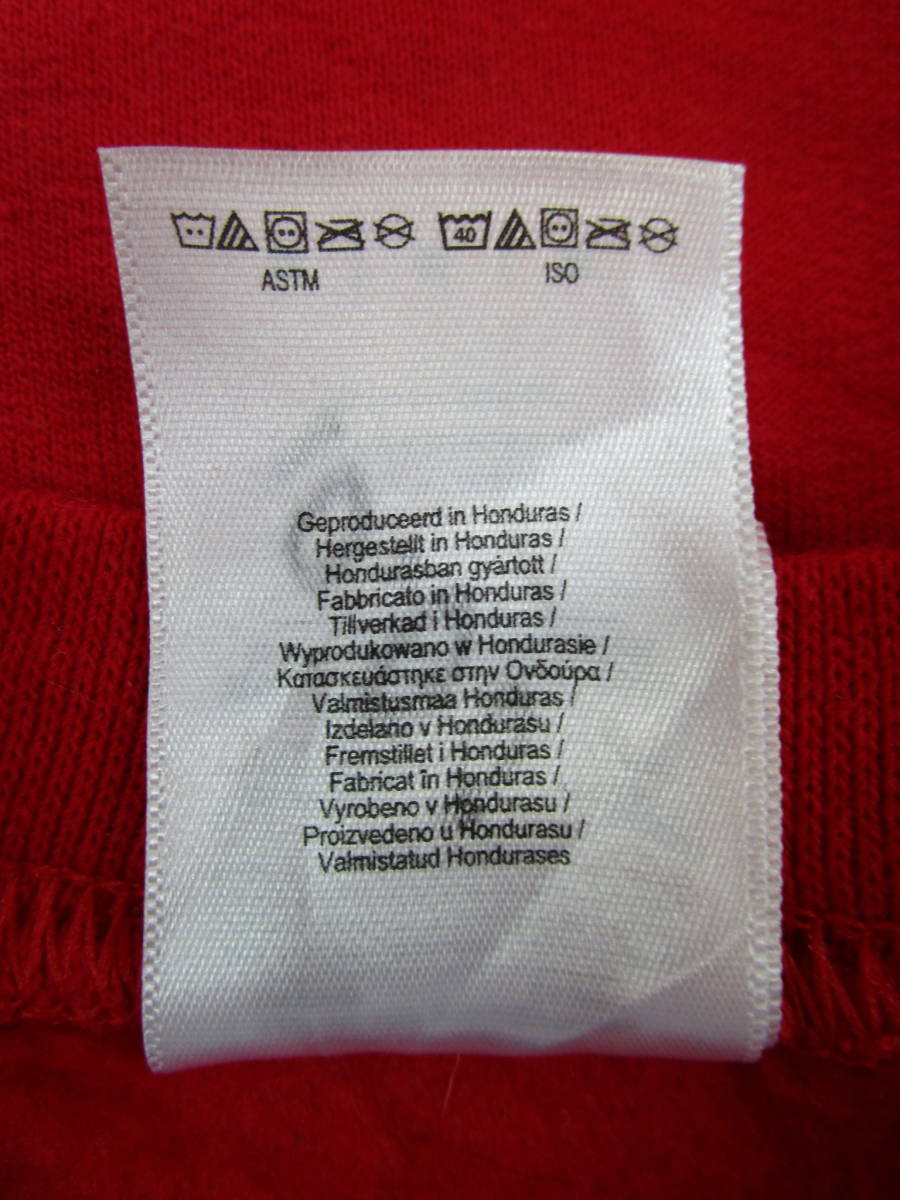 40
ASTM ISO
Geproduceerd in Honduras /
Hergestellt in Honduras /
Hondurasban gyártott /
Fabbricato in Honduras /
Tillverkad i Honduras /
Wyprodukowano w Hondurasie /
Κατασκευάστηκε στην Ονδούρα /
Valmistusmaa Honduras /
Izdelano v Hondurasu /
Fremstillet i Honduras /
Fabricat în Honduras /
Vyrobeno v Hondurasu /
Proizvedeno u Hondurasu /
Valmistatud Hondurases